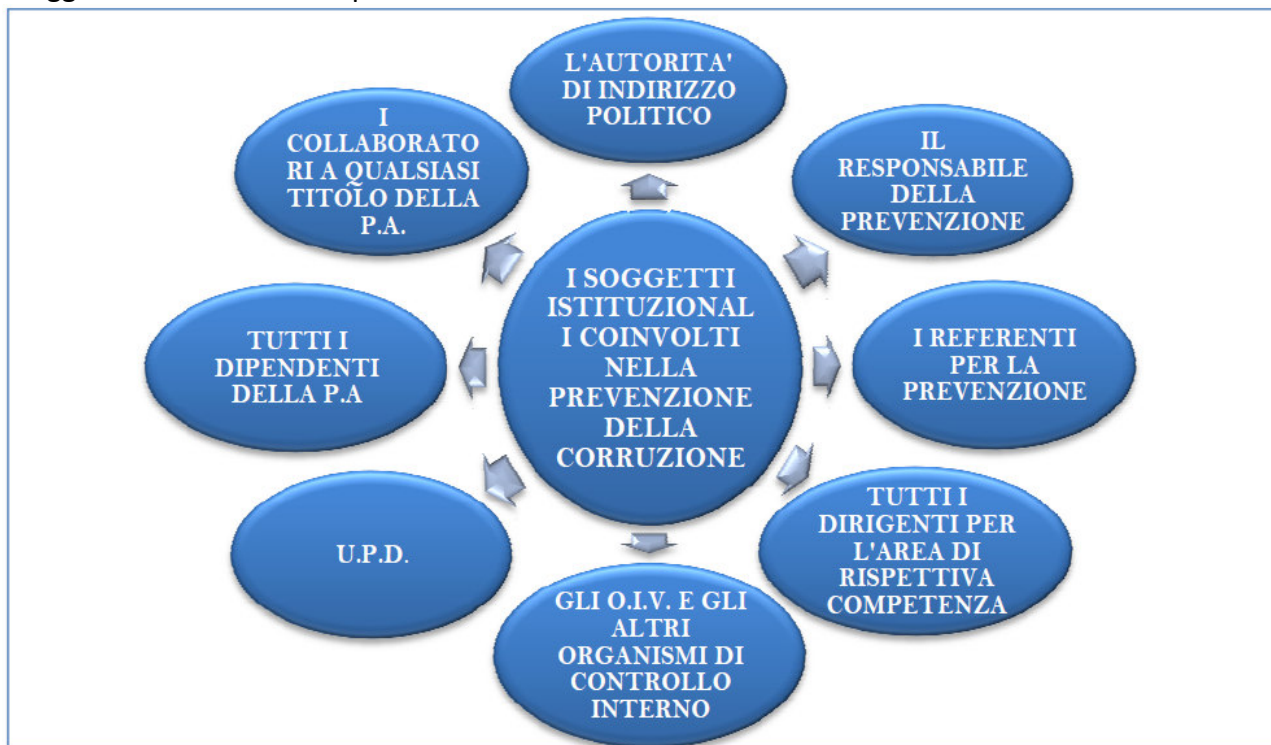 L'AUTORITA'
DI INDIRIZZO
POLITICO
IL
RESPONSABILE
DELLA
PREVENZIONE
I REFERENTI
PER LA
PREVENZIONE
TUTTI I
DIRIGENTI PER
L'AREA DI
RISPETTIVA
COMPETENZA
GLI O.I.V. E GLI
ALTRI
ORGANISMI DI
CONTROLLO
INTERNO
U.P.D.
TUTTI I
DIPENDENTI
DELLA P.A
I
COLLABORATO
RI A QUALSIASI
TITOLO DELLA
P.A.
I SOGGETTI
ISTITUZIONAL
I COINVOLTI
NELLA
PREVENZIONE
DELLA
CORRUZIONE